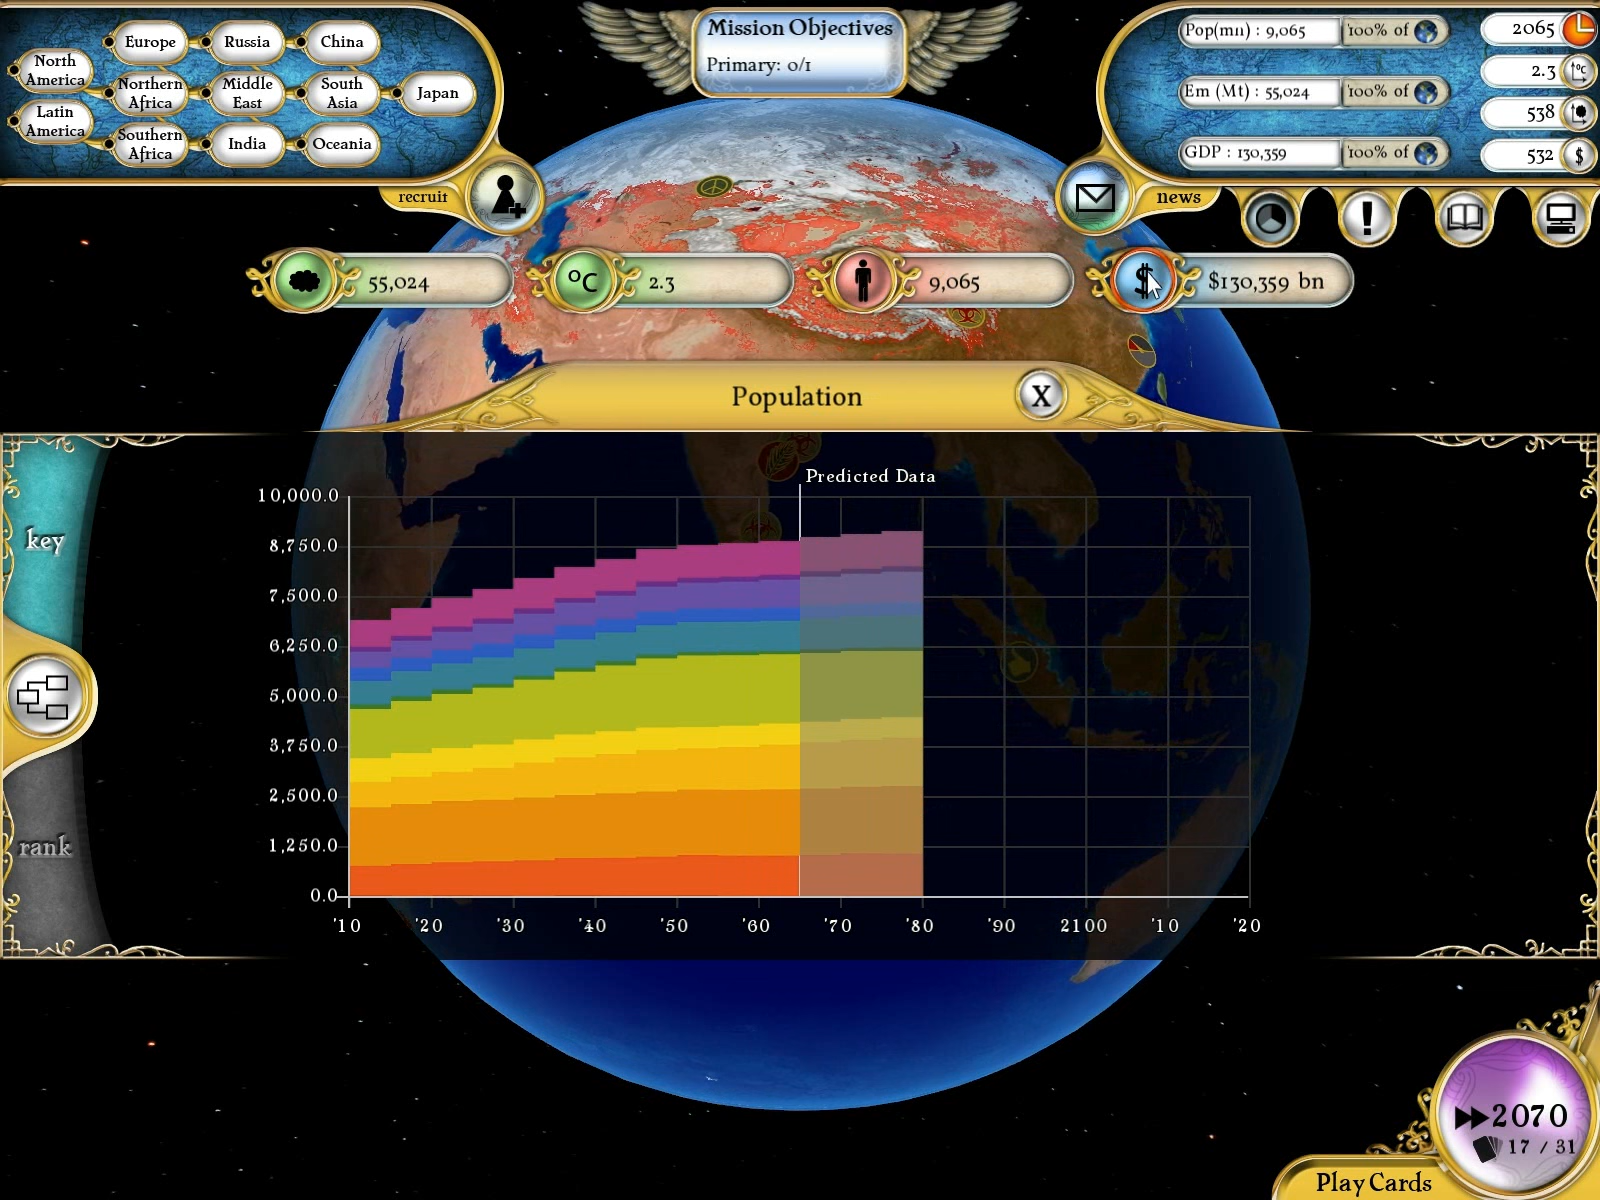 North
America
Europe
Russia
China
Northern
Africa
Middle
East
South
Asia
Japan
Latin
America
Southern
Africa
India
Oceania
recruit
Mission Objectives
Primary: 0/1
Pop(mn) : 9,065
100% of
Em (Mt) : 55,024
100% of
GDP : 130,359
100% of
2065
2.3
°C
538
532
$
news
!
55,024
°C
2.3
9,065
$
$130,359 bn
Population
X
key
rank
Predicted Data
10,000.0
8,750.0
7,500.0
6,250.0
5,000.0
3,750.0
2,500.0
1,250.0
0.0
'10
'20
'30
'40
'50
'60
'70
'80
'90
2100
'10
'20
2070
17 / 31
Play Cards